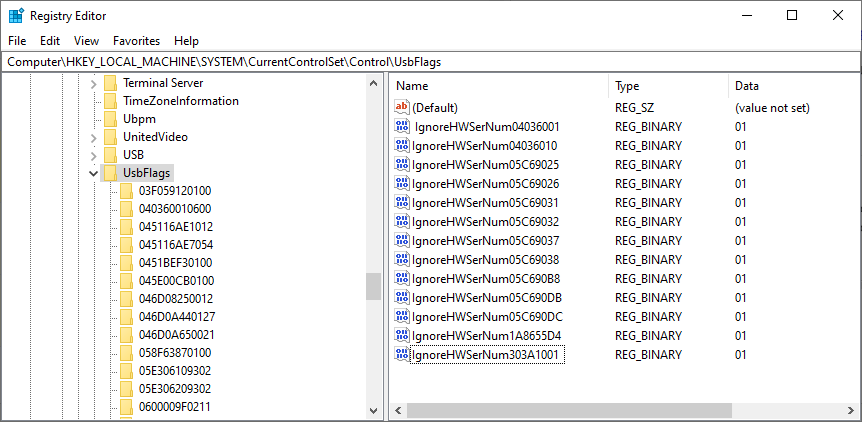 Registry Editor
File Edit View Favorites Help
Computer\HKEY_LOCAL_MACHINE\SYSTEM\CurrentControlSet\Control\UsbFlags
Terminal Server
TimeZoneInformation
Ubpm
UnitedVideo
USB
UsbFlags
03F059120100
040360010600
045116AE1012
045116AE7054
0451BEF30100
045E00CB0100
046D08250012
046D0A440127
046D0A650021
058F63870100
05E306109302
05E306209302
0600009F0211
Name Type Data
(Default) REG_SZ (value not set)
IgnoreHWSerNum04036001 REG_BINARY 01
IgnoreHWSerNum04036010 REG_BINARY 01
IgnoreHWSerNum05C69025 REG_BINARY 01
IgnoreHWSerNum05C69026 REG_BINARY 01
IgnoreHWSerNum05C69031 REG_BINARY 01
IgnoreHWSerNum05C69032 REG_BINARY 01
IgnoreHWSerNum05C69037 REG_BINARY 01
IgnoreHWSerNum05C69038 REG_BINARY 01
IgnoreHWSerNum05C690B8 REG_BINARY 01
IgnoreHWSerNum05C690DB REG_BINARY 01
IgnoreHWSerNum05C690DC REG_BINARY 01
IgnoreHWSerNum1A8655D4 REG_BINARY 01
IgnoreHWSerNum303A1001 REG_BINARY 01